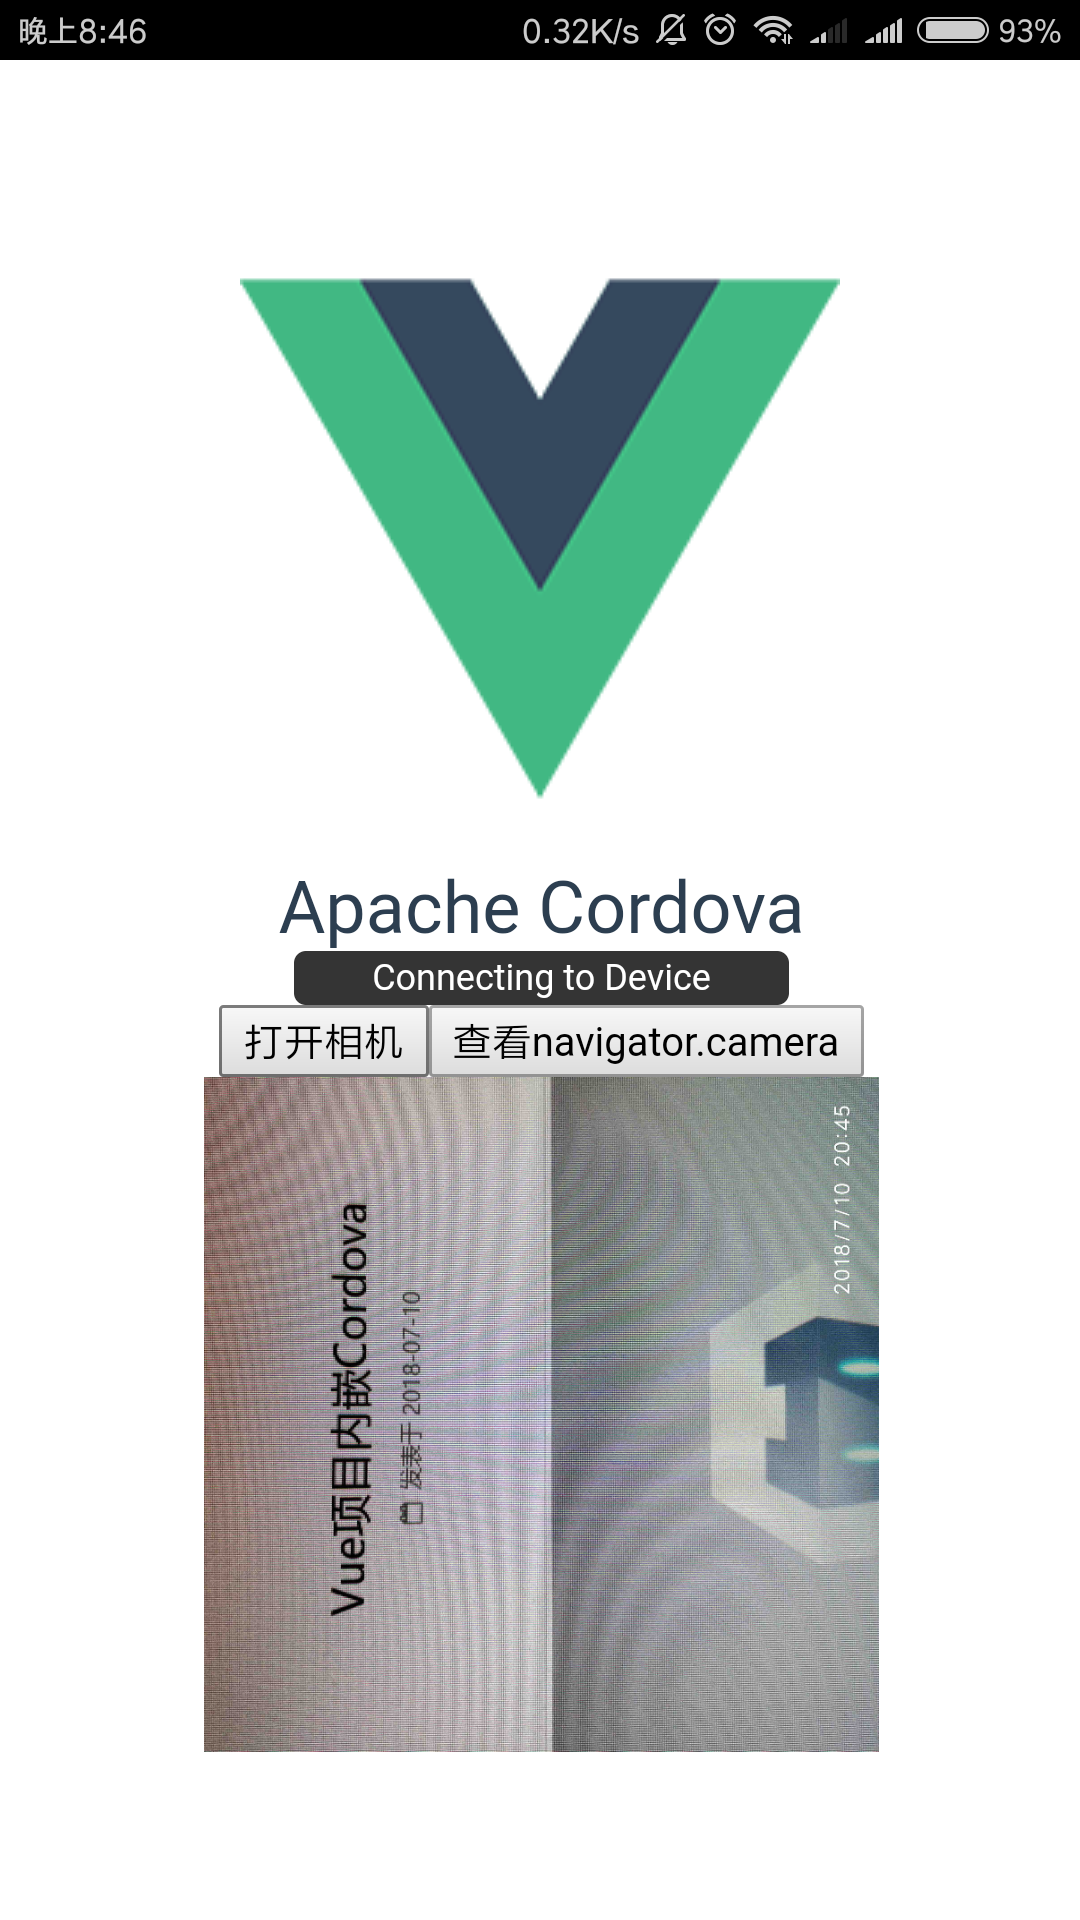 晚上8:46 0.32K/s 93%
Apache Cordova
Connecting to Device
打开相机 查看navigator.camera
Vue项目内嵌Cordova
发表于 2018-07-10
2018/7/10 20:45